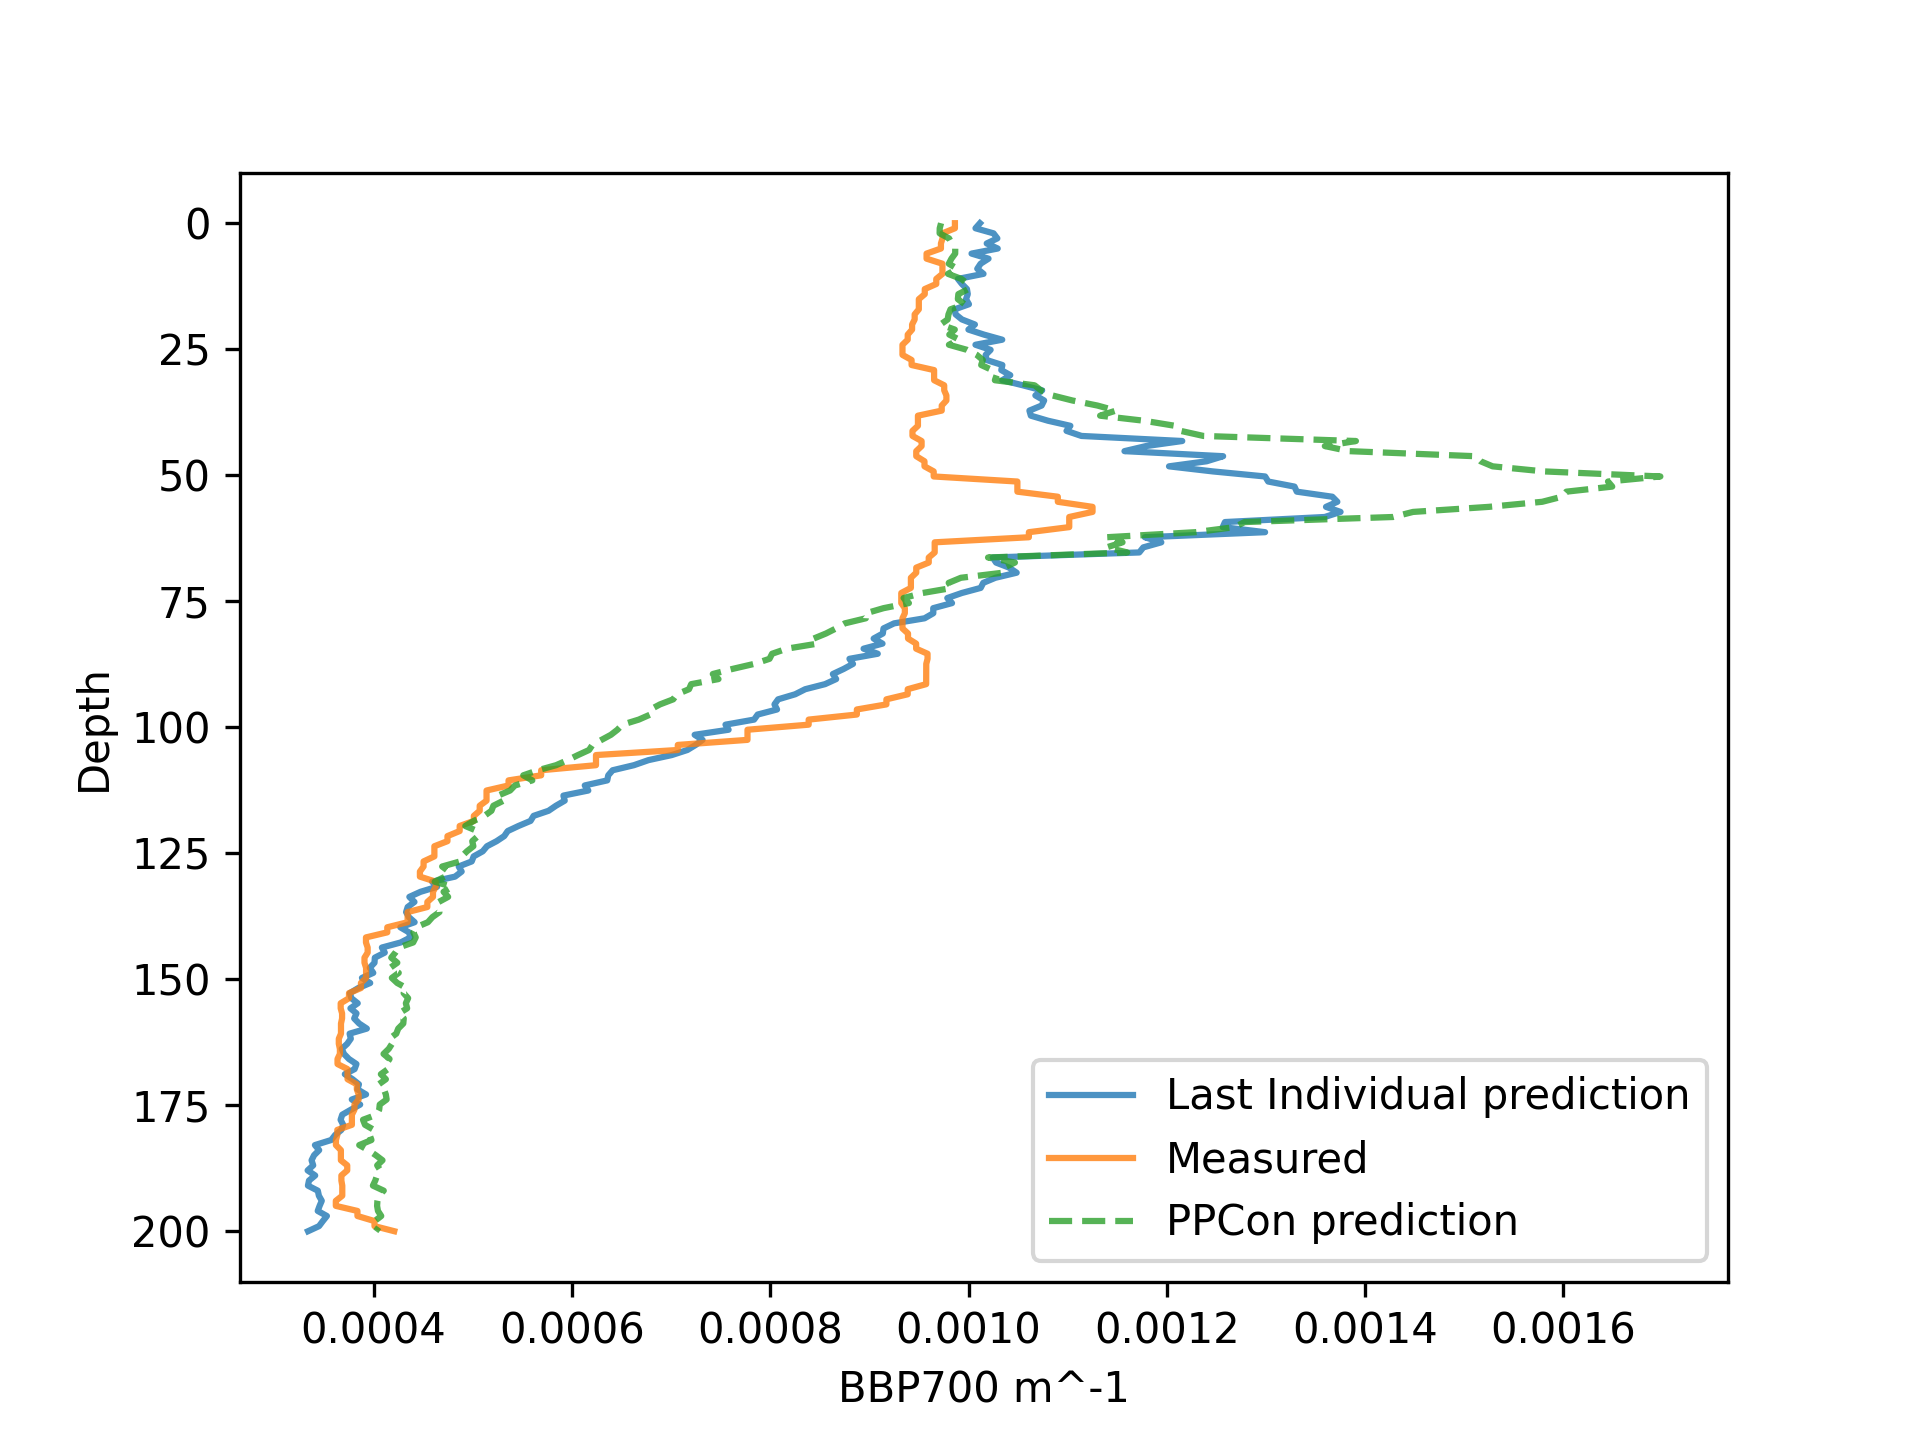 0
25
50
75
100
125
150
175
200
Depth
0.0004 0.0006 0.0008 0.0010 0.0012 0.0014 0.0016
BBP700 m^-1
Last Individual prediction
Measured
PPCon prediction